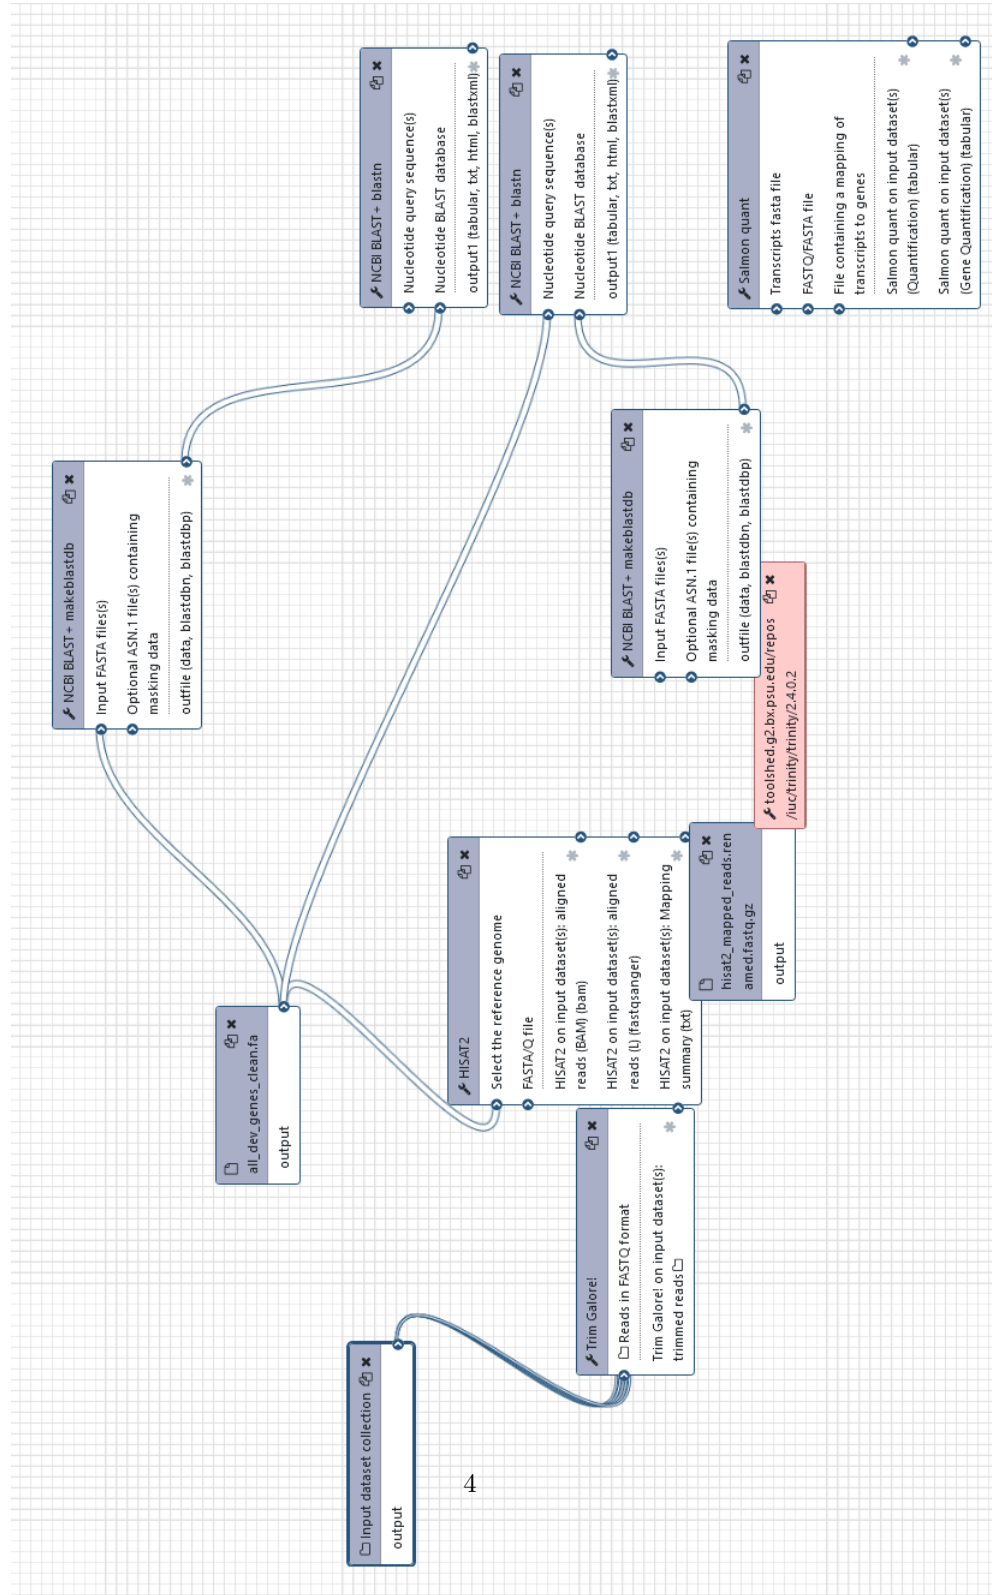 Input dataset collection
output
all_dev_genes_clean.fa
output
Trim Galore!
Reads in FASTQ format
Trim Galore! on input dataset(s):
trimmed reads
HISAT2
Select the reference genome
FASTA/Q file
HISAT2 on input dataset(s): aligned
reads (BAM) (bam)
HISAT2 on input dataset(s): aligned
reads (L) (fastqsanger)
HISAT2 on input dataset(s): Mapping
summary (txt)
hisat2_mapped_reads.ren
amed.fastq.gz
output
toolshed.g2.bx.psu.edu/repos
/iuc/trinity/trinity/2.4.0.2
NCBI BLAST+ makeblastdb
Input FASTA files(s)
Optional ASN.1 file(s) containing
masking data
outfile (data, blastdbn, blastdbp)
NCBI BLAST+ makeblastdb
Input FASTA files(s)
Optional ASN.1 file(s) containing
masking data
outfile (data, blastdbn, blastdbp)
NCBI BLAST+ blastn
Nucleotide query sequence(s)
Nucleotide BLAST database
output1 (tabular, txt, html, blastxml)
NCBI BLAST+ blastn
Nucleotide query sequence(s)
Nucleotide BLAST database
output1 (tabular, txt, html, blastxml)
Salmon quant
Transcripts fasta file
FASTQ/FASTA file
File containing a mapping of
transcripts to genes
Salmon quant on input dataset(s)
(Quantification) (tabular)
Salmon quant on input dataset(s)
(Gene Quantification) (tabular)
4